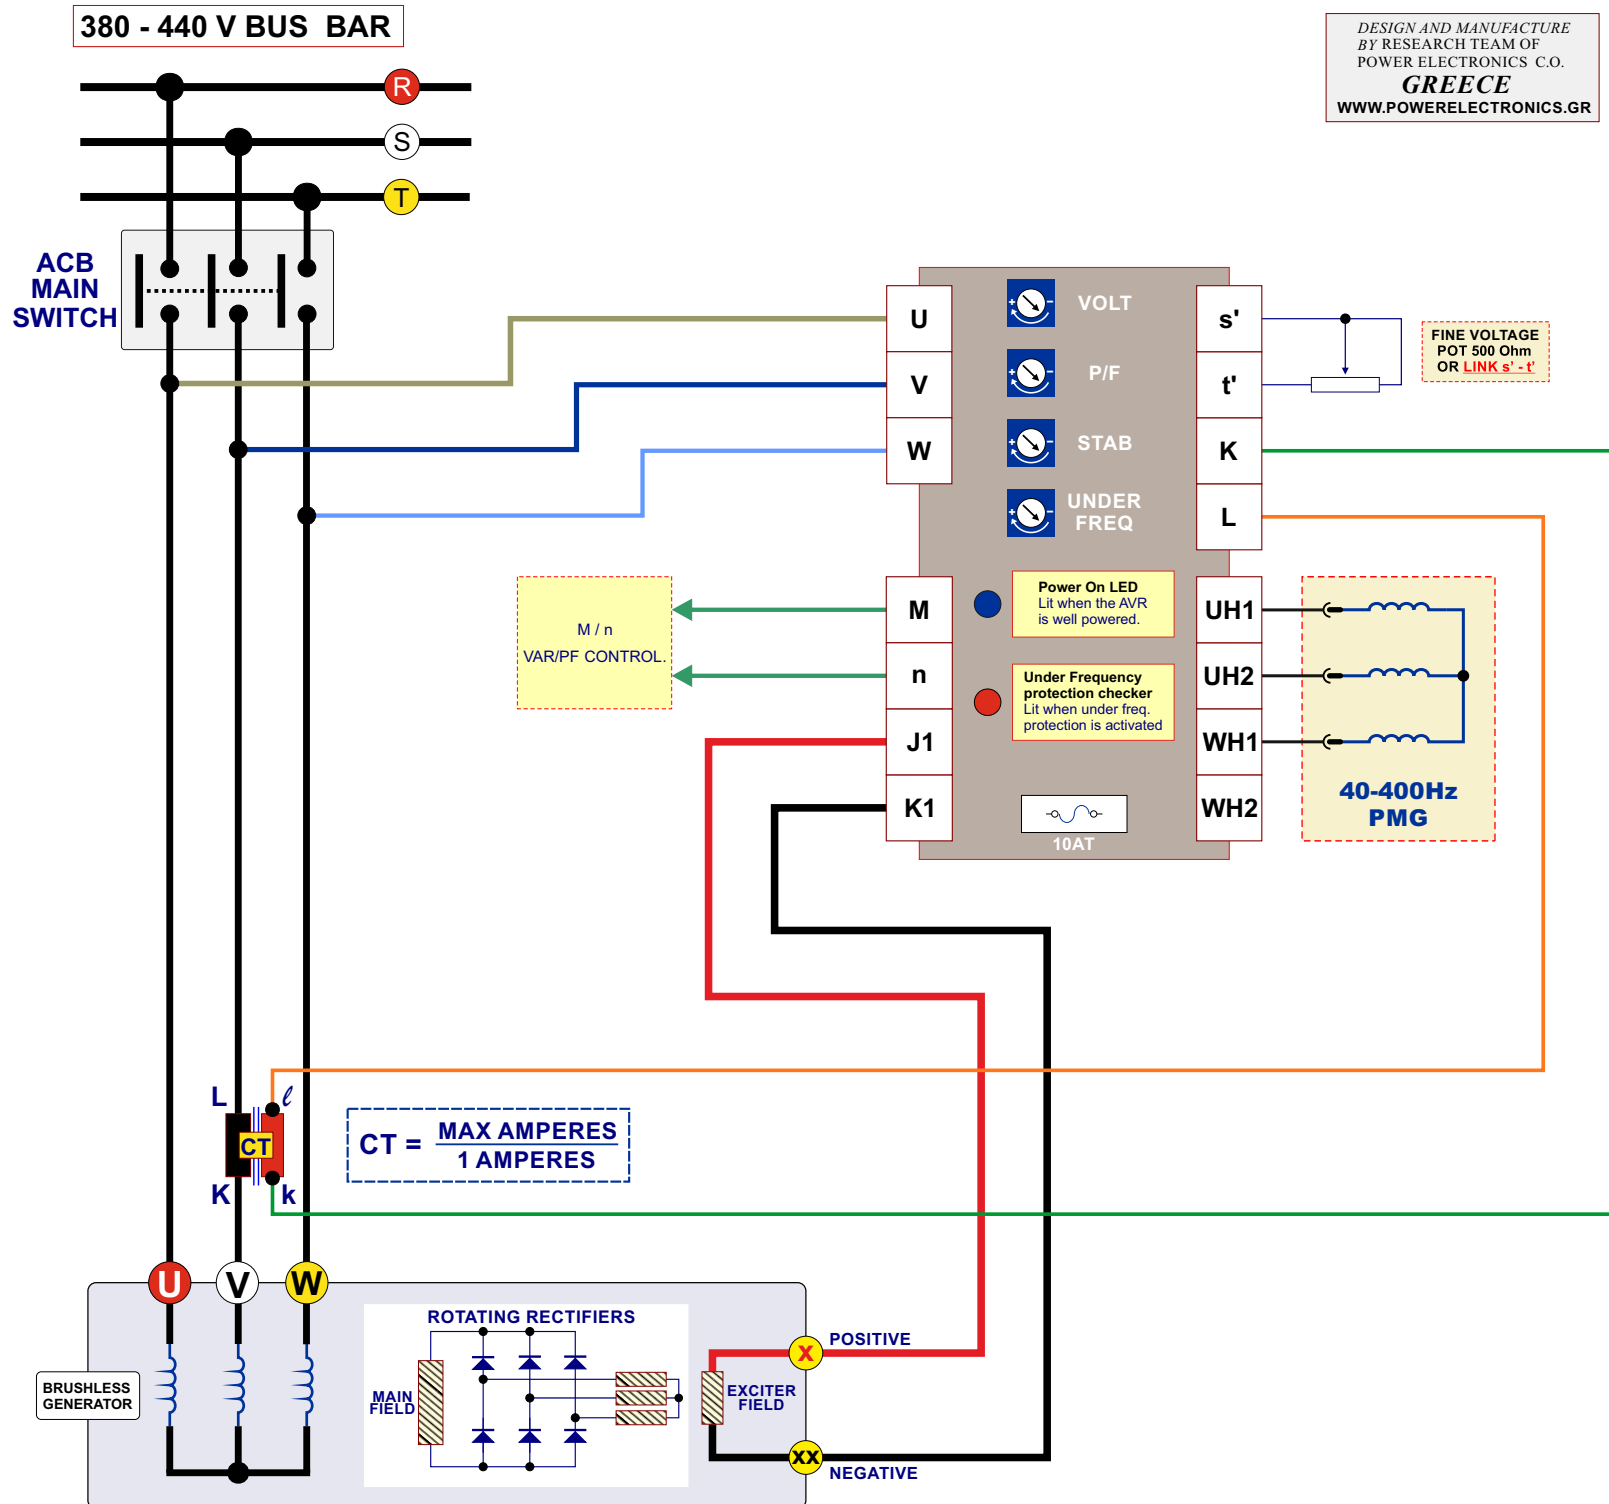 380 - 440 V BUS BAR
DESIGN AND MANUFACTURE
BY RESEARCH TEAM OF
POWER ELECTRONICS C.O.
GREECE
WWW.POWERELECTRONICS.GR
R
S
T
ACB
MAIN
SWITCH
U
V
W
VOLT
P/F
STAB
UNDER
FREQ
s'
t'
K
L
FINE VOLTAGE
POT 500 Ohm
OR LINK s' - t'
M / n
VAR/PF CONTROL.
M
n
J1
K1
Power On LED
Lit when the AVR
is well powered.
Under Frequency
protection checker
Lit when under freq.
protection is activated
10AT
UH1
UH2
WH1
WH2
40-400Hz
PMG
L
ℓ
CT
K
k
CT = MAX AMPERES
1 AMPERES
U
V
W
BRUSHLESS
GENERATOR
ROTATING RECTIFIERS
MAIN
FIELD
EXCITER
FIELD
X
POSITIVE
XX
NEGATIVE